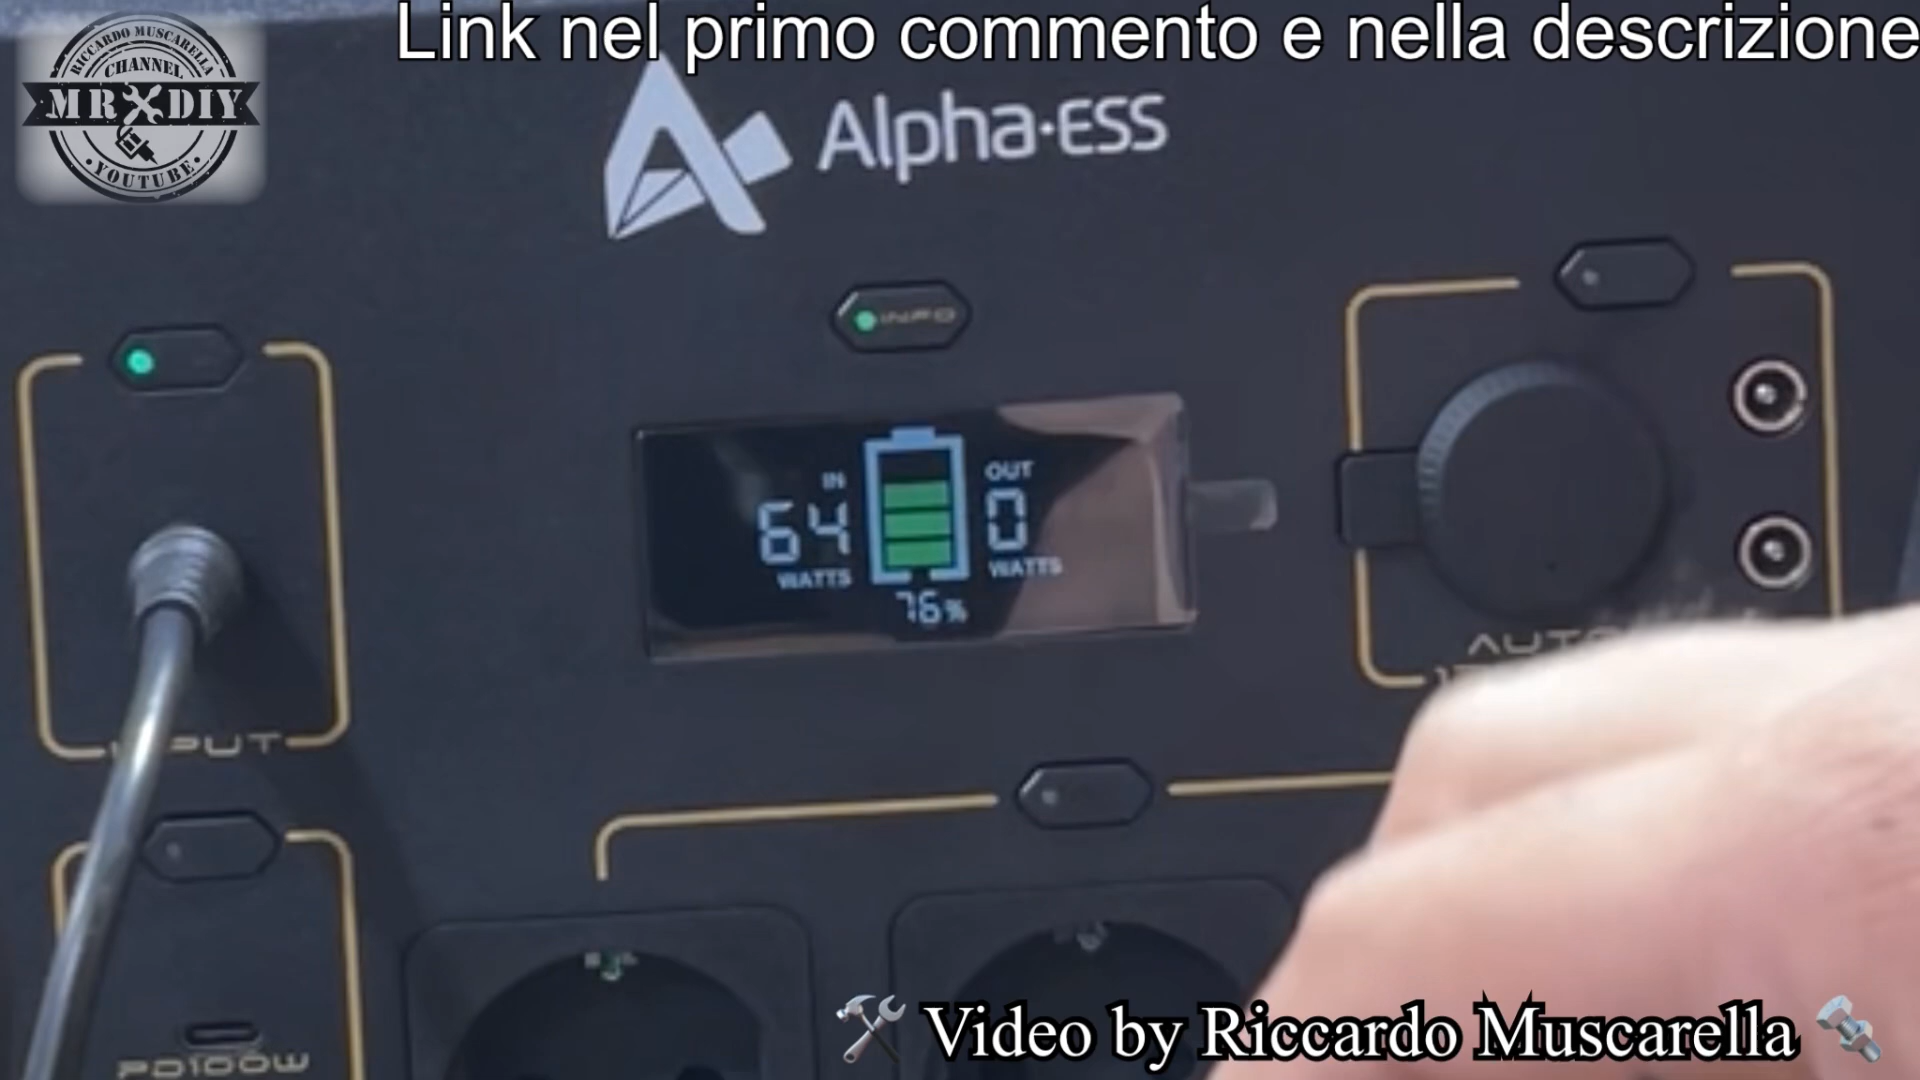 Link nel primo commento e nella descrizione
RICCARDO MUSCARELLA
CHANNEL
MR DIY
YOUTUBE
Alpha·ESS
INFO
IN
64
WATTS
OUT
0
WATTS
76%
INPUT
PD100W
🛠 Video by Riccardo Muscarella 🔩